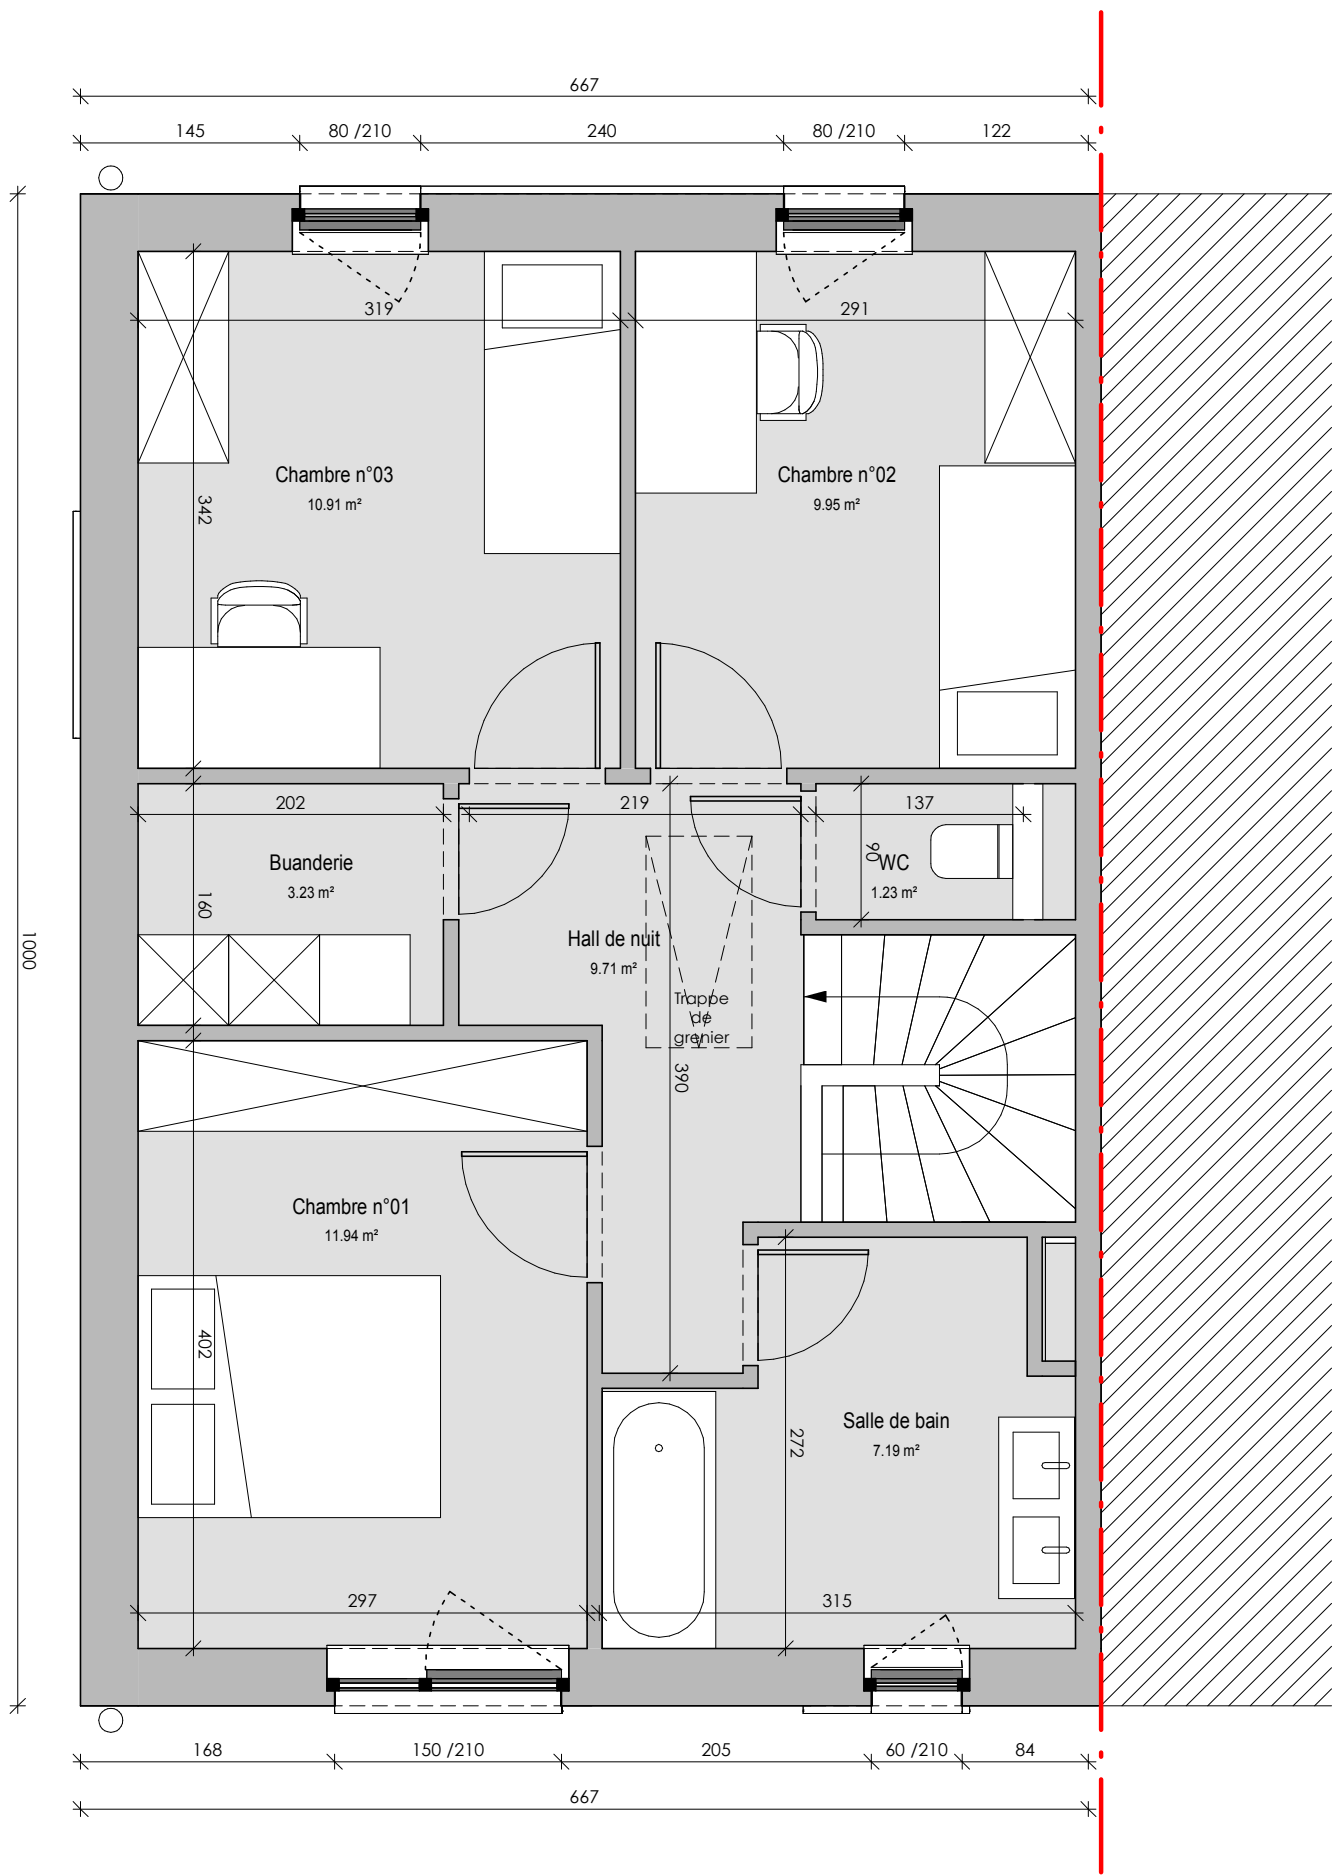 667
145
80 /210
240
80 /210
122
319
291
Chambre n°03
10.91 m²
Chambre n°02
9.95 m²
342
202
219
137
Buanderie
3.23 m²
90
WC
1.23 m²
160
1000
Hall de nuit
9.71 m²
Trappe
de
grenier
390
Chambre n°01
11.94 m²
402
Salle de bain
7.19 m²
272
297
315
168
150 /210
205
60 /210
84
667